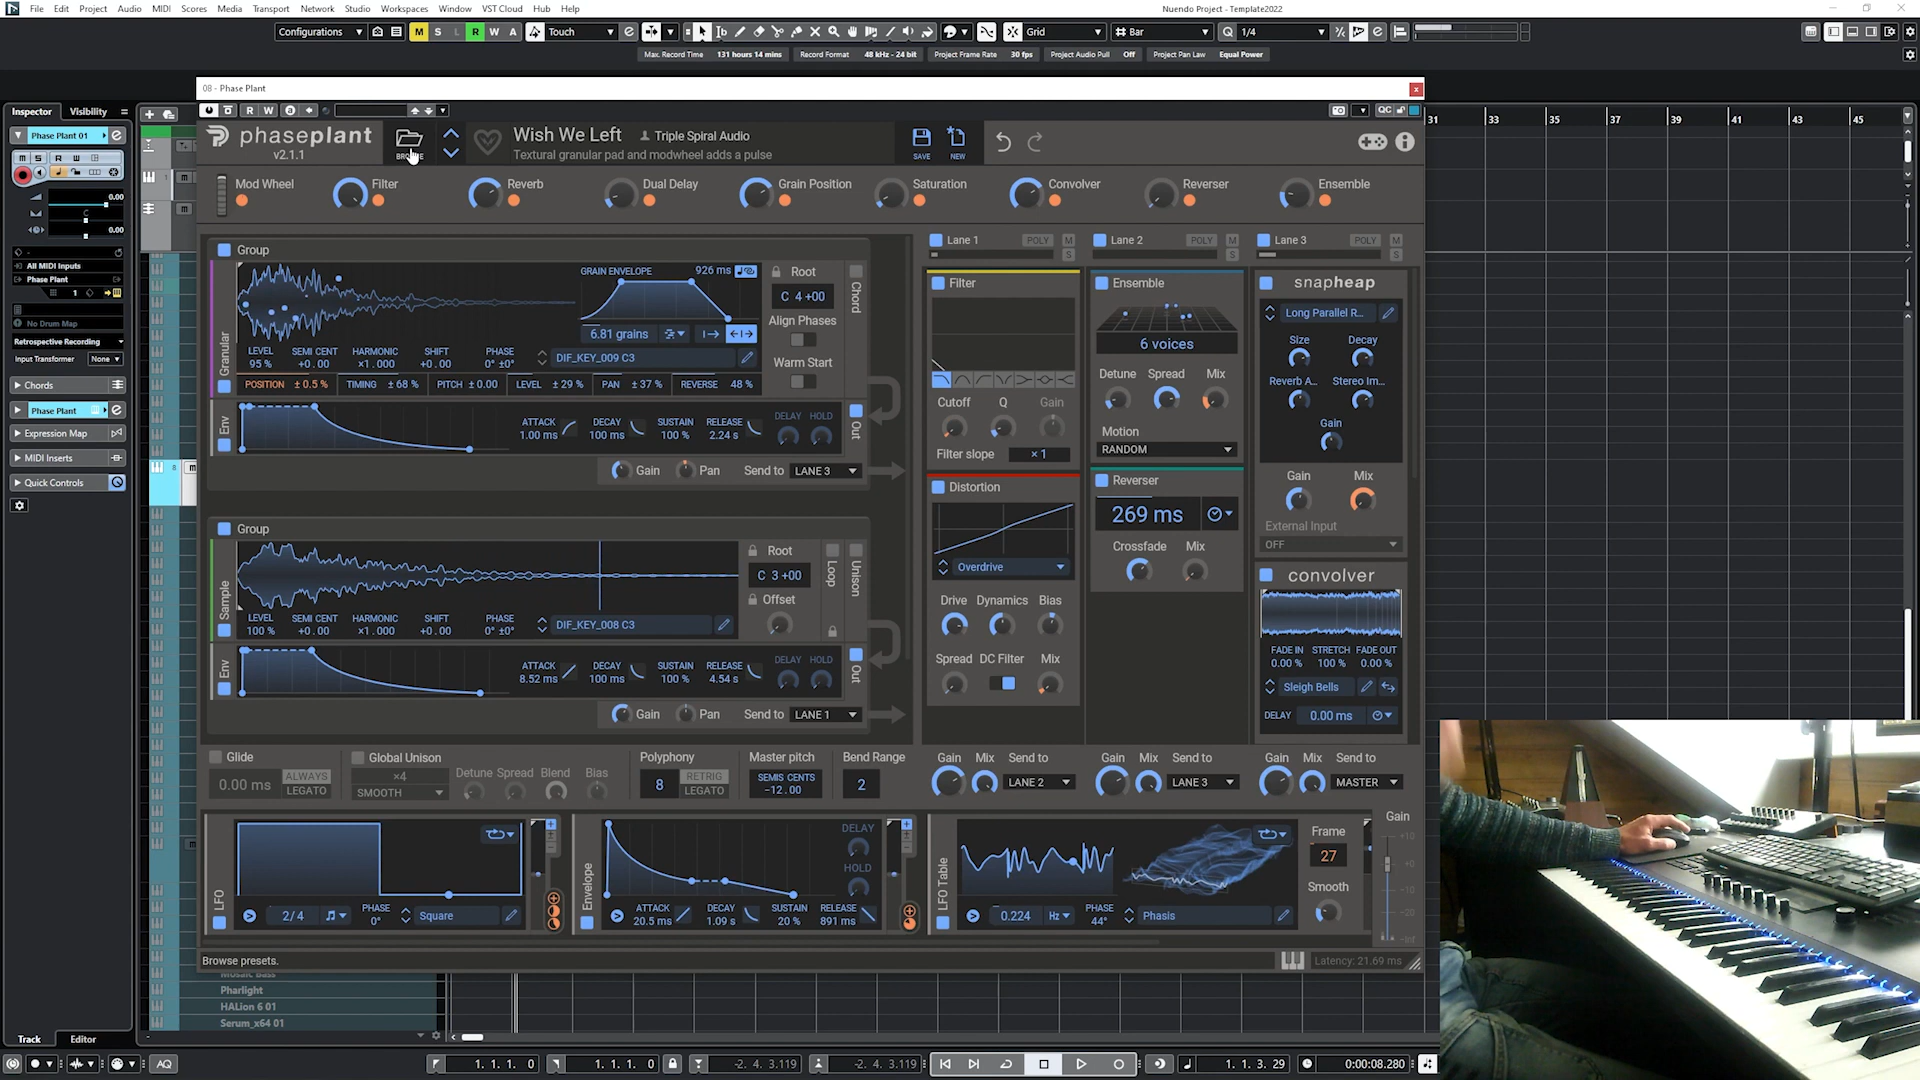 File Edit Project Audio MIDI Scores Media Transport Network Studio Workspaces Window VST Cloud Hub Help
Nuendo Project - Template2022
Configurations M S L R W A Touch Grid Bar Q 1/4
Max. Record Time 131 hours 14 mins Record Format 48 kHz - 24 bit Project Frame Rate 30 fps Project Audio Pull Off Project Pan Law Equal Power
08 - Phase Plant
R W QC
Inspector Visibility
Phase Plant 01
0.00
C
0.00
All MIDI Inputs
Phase Plant
1
No Drum Map
Retrospective Recording
Input Transformer None
Chords
Phase Plant
Expression Map
MIDI Inserts
Quick Controls
Track Editor
31 33 35 37 39 41 43 45
phaseplant
v2.1.1
Wish We Left Triple Spiral Audio
Textural granular pad and modwheel adds a pulse
SAVE NEW
Mod Wheel Filter Reverb Dual Delay Grain Position Saturation Convolver Reverser Ensemble
Group
Granular
GRAIN ENVELOPE 926 ms
6.81 grains
Root
C 4 +00
Align Phases
Warm Start
Chord
LEVEL SEMI CENT HARMONIC SHIFT PHASE
95 % +0.00 ×1.000 +0.00 0° ±0°
DIF_KEY_009 C3
POSITION ± 0.5 % TIMING ± 68 % PITCH ± 0.00 LEVEL ± 29 % PAN ± 37 % REVERSE 48 %
Env
ATTACK DECAY SUSTAIN RELEASE DELAY HOLD
1.00 ms 100 ms 100 % 2.24 s
Out
Gain Pan Send to LANE 3
Group
Sample
Root
C 3 +00
Offset
Loop
Unison
LEVEL SEMI CENT HARMONIC SHIFT PHASE
100 % +0.00 ×1.000 +0.00 0° ±0°
DIF_KEY_008 C3
Env
ATTACK DECAY SUSTAIN RELEASE DELAY HOLD
8.52 ms 100 ms 100 % 4.54 s
Out
Gain Pan Send to LANE 1
Lane 1 POLY M S
Filter
Cutoff Q Gain
Filter slope × 1
Distortion
Overdrive
Drive Dynamics Bias
Spread DC Filter Mix
Lane 2 POLY M S
Ensemble
6 voices
Detune Spread Mix
Motion
RANDOM
Reverser
269 ms
Crossfade Mix
Lane 3 POLY M S
snapheap
Long Parallel R...
Size Decay
Reverb A... Stereo Im...
Gain
Gain Mix
External Input
OFF
convolver
FADE IN STRETCH FADE OUT
0.00 % 100 % 0.00 %
Sleigh Bells
DELAY 0.00 ms
Gain Mix Send to LANE 2
Gain Mix Send to LANE 3
Gain Mix Send to MASTER
Glide
0.00 ms ALWAYS LEGATO
Global Unison
×4
SMOOTH
Detune Spread Blend Bias
Polyphony
8 RETRIG LEGATO
Master pitch
SEMIS CENTS
-12.00
Bend Range
2
LFO
2/4 PHASE 0° Square
Envelope
DELAY
HOLD
ATTACK DECAY SUSTAIN RELEASE
20.5 ms 1.09 s 20 % 891 ms
LFO Table
0.224 Hz PHASE 44° Phasis
Frame
27
Smooth
Gain
Browse presets.
Latency: 21.69 ms
Mosaic Bass
Pharlight
HALion 6 01
Serum_x64 01
AQ
1. 1. 1. 0 1. 1. 1. 0 -2. 4. 3.119 -2. 4. 3.119 1. 1. 3. 29 0:00:08.280